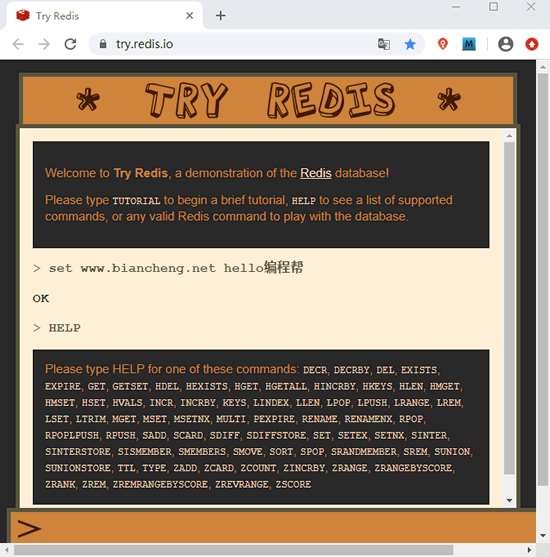 Try Redis
try.redis.io
* TRY REDIS *
Welcome to Try Redis, a demonstration of the Redis database!
Please type TUTORIAL to begin a brief tutorial, HELP to see a list of supported
commands, or any valid Redis command to play with the database.
> set www.biancheng.net hello编程帮
OK
> HELP
Please type HELP for one of these commands: DECR, DECRBY, DEL, EXISTS,
EXPIRE, GET, GETSET, HDEL, HEXISTS, HGET, HGETALL, HINCRBY, HKEYS, HLEN, HMGET,
HMSET, HSET, HVALS, INCR, INCRBY, KEYS, LINDEX, LLEN, LPOP, LPUSH, LRANGE, LREM,
LSET, LTRIM, MGET, MSET, MSETNX, MULTI, PEXPIRE, RENAME, RENAMENX, RPOP,
RPOPLPUSH, RPUSH, SADD, SCARD, SDIFF, SDIFFSTORE, SET, SETEX, SETNX, SINTER,
SINTERSTORE, SISMEMBER, SMEMBERS, SMOVE, SORT, SPOP, SRANDMEMBER, SREM, SUNION,
SUNIONSTORE, TTL, TYPE, ZADD, ZCARD, ZCOUNT, ZINCRBY, ZRANGE, ZRANGEBYSCORE,
ZRANK, ZREM, ZREMRANGEBYSCORE, ZREVRANGE, ZSCORE
>